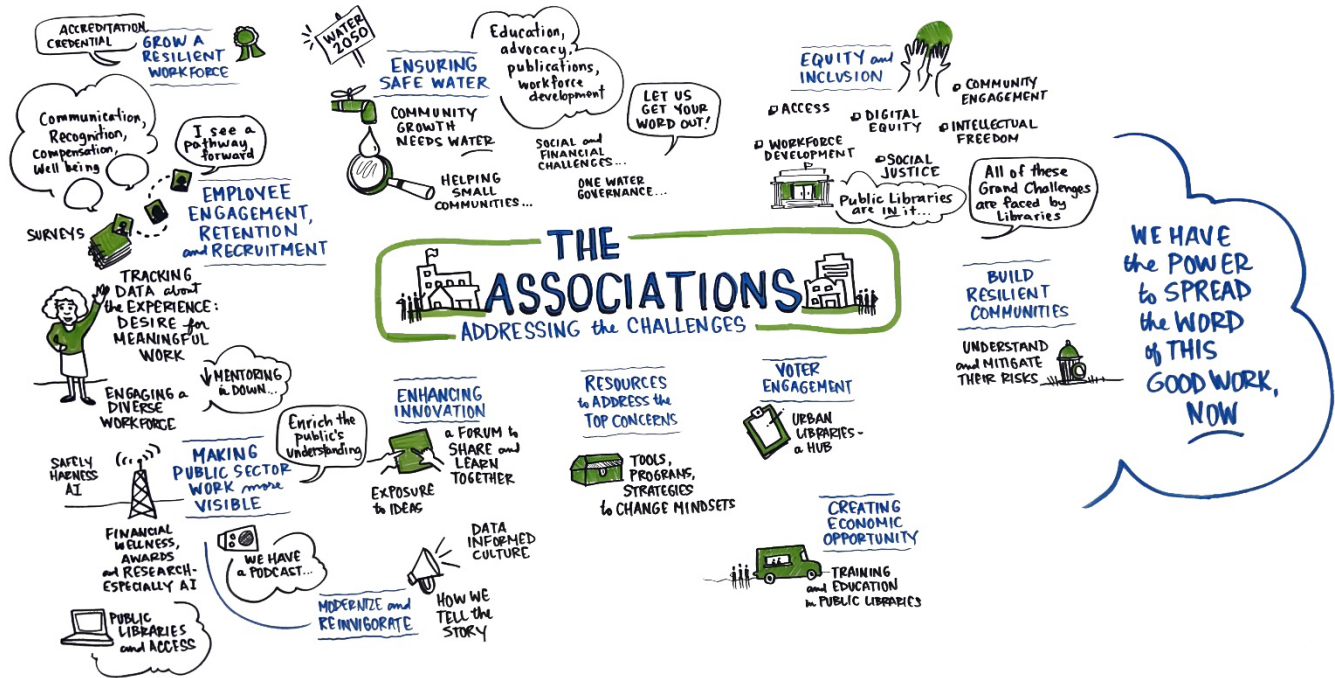 ACCREDITATION,
CREDENTIAL
GROW A
RESILIENT
WORKFORCE
Communication,
Recognition,
Compensation,
Well being
I see a
pathway
forward
SURVEYS
EMPLOYEE
ENGAGEMENT,
RETENTION
and RECRUITMENT
TRACKING
DATA about
the EXPERIENCE:
DESIRE for
MEANINGFUL
WORK
ENGAGING a
DIVERSE
WORKFORCE
↓ MENTORING
is DOWN...
WATER
2050
ENSURING
SAFE WATER
COMMUNITY
GROWTH
NEEDS WATER
HELPING
SMALL
COMMUNITIES...
Education,
advocacy,
publications,
workforce
development
LET US
GET YOUR
WORD OUT!
SOCIAL and
FINANCIAL
CHALLENGES...
ONE WATER
GOVERNANCE...
EQUITY and
INCLUSION
ACCESS
DIGITAL
EQUITY
COMMUNITY
ENGAGEMENT
INTELLECTUAL
FREEDOM
WORKFORCE
DEVELOPMENT
SOCIAL
JUSTICE
Public Libraries
are IN it...
All of these
Grand Challenges
are faced by
Libraries
THE
ASSOCIATIONS
ADDRESSING the CHALLENGES
BUILD
RESILIENT
COMMUNITIES
UNDERSTAND
and MITIGATE
THEIR RISKS
WE HAVE
the POWER
to SPREAD
the WORD
of THIS
GOOD WORK,
NOW
SAFELY
HARNESS
AI
MAKING
PUBLIC SECTOR
WORK more
VISIBLE
Enrich the
public's
understanding
FINANCIAL
WELLNESS,
AWARDS
and RESEARCH-
ESPECIALLY AI
WE HAVE
a PODCAST...
PUBLIC
LIBRARIES
and ACCESS
MODERNIZE and
REINVIGORATE
DATA
INFORMED
CULTURE
HOW WE
TELL the
STORY
ENHANCING
INNOVATION
a FORUM to
SHARE and
LEARN
TOGETHER
EXPOSURE
to IDEAS
RESOURCES
to ADDRESS the
TOP CONCERNS
TOOLS,
PROGRAMS,
STRATEGIES
to CHANGE MINDSETS
VOTER
ENGAGEMENT
URBAN
LIBRARIES-
a HUB
CREATING
ECONOMIC
OPPORTUNITY
TRAINING
and EDUCATION
in PUBLIC LIBRARIES